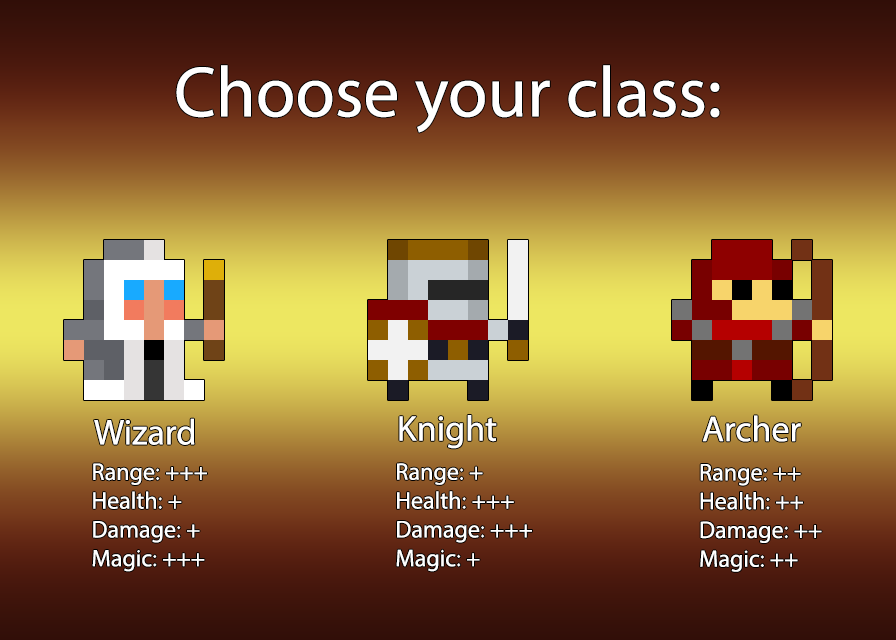 Choose your class:
Wizard
Range: +++
Health: +
Damage: +
Magic: +++
Knight
Range: +
Health: +++
Damage: +++
Magic: +
Archer
Range: ++
Health: ++
Damage: ++
Magic: ++